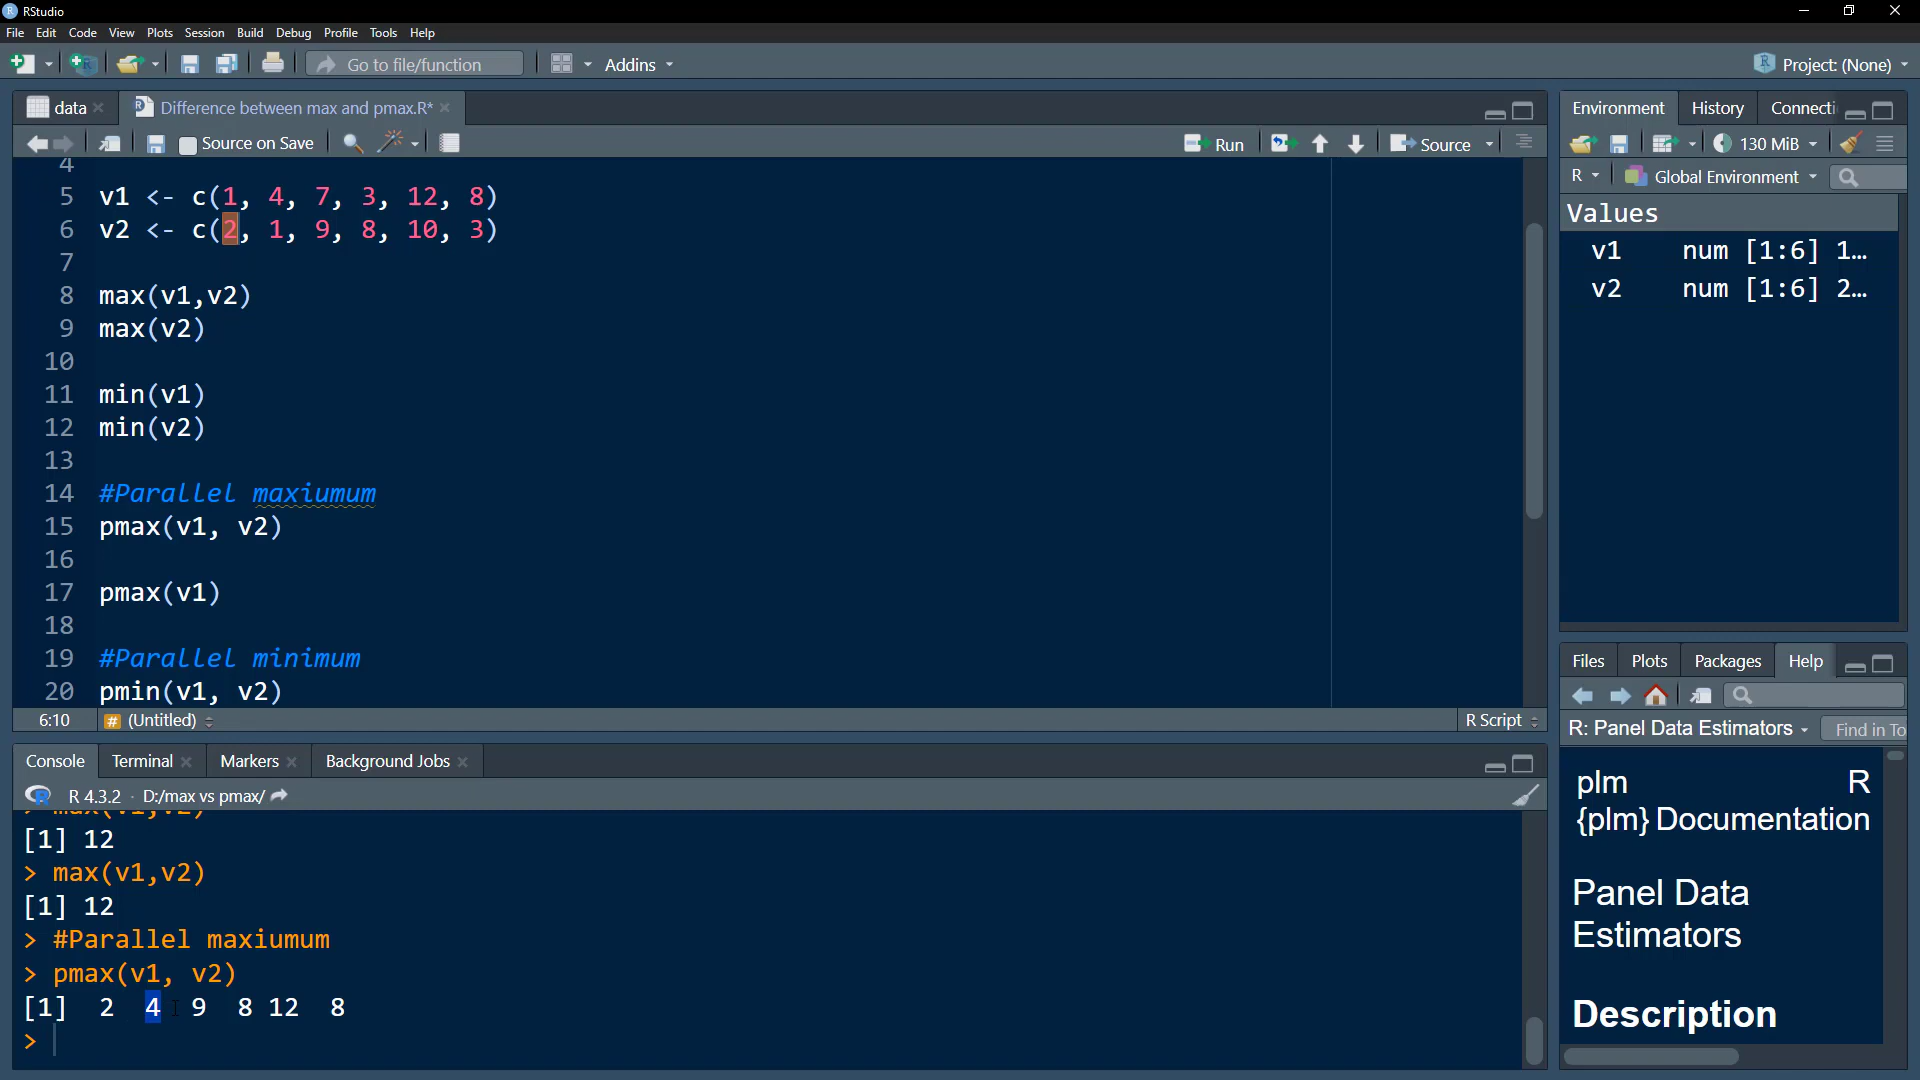 RStudio
File Edit Code View Plots Session Build Debug Profile Tools Help
Go to file/function Addins Project: (None)
data Difference between max and pmax.R*
Source on Save Run Source
4
5 v1 <- c(1, 4, 7, 3, 12, 8)
6 v2 <- c(2, 1, 9, 8, 10, 3)
7
8 max(v1,v2)
9 max(v2)
10
11 min(v1)
12 min(v2)
13
14 #Parallel maxiumum
15 pmax(v1, v2)
16
17 pmax(v1)
18
19 #Parallel minimum
20 pmin(v1, v2)
6:10 # (Untitled) R Script
Console Terminal Markers Background Jobs
R 4.3.2 · D:/max vs pmax/
> max(v1,v2)
[1] 12
> max(v1,v2)
[1] 12
> #Parallel maxiumum
> pmax(v1, v2)
[1] 2 4 9 8 12 8
>
Environment History Connecti
130 MiB
R Global Environment
Values
v1 num [1:6] 1…
v2 num [1:6] 2…
Files Plots Packages Help
R: Panel Data Estimators Find in To
plm R
{plm} Documentation
Panel Data
Estimators
Description